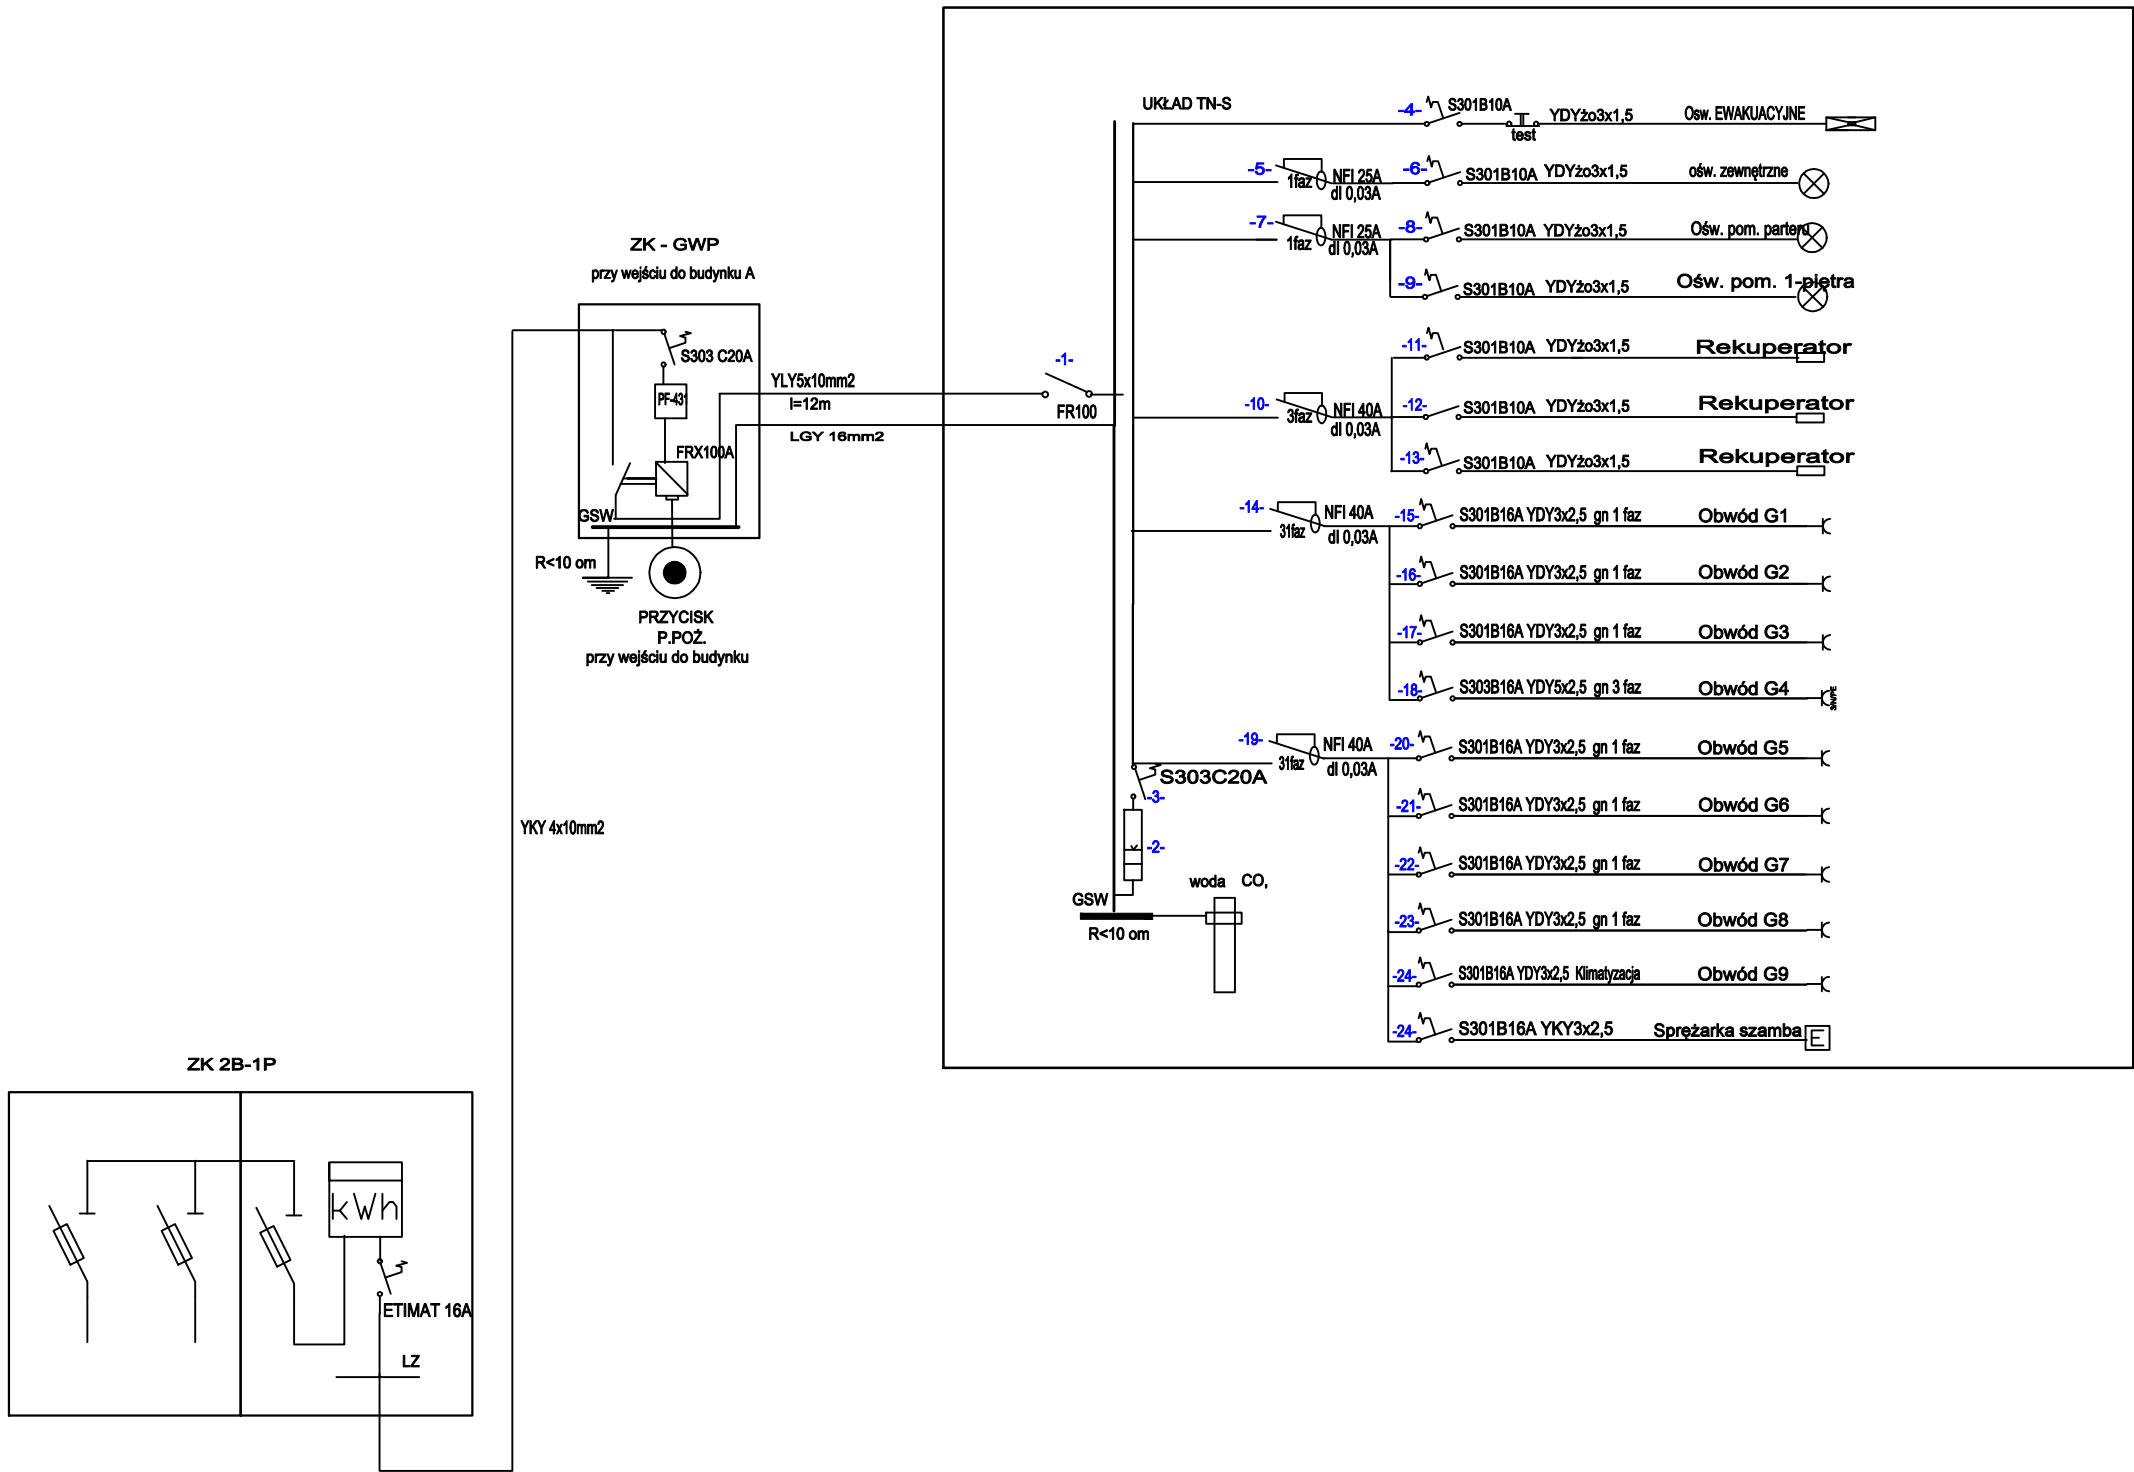 UKŁAD TN-S
-4- S301B10A test YDYżo3x1,5 Osw. EWAKUACYJNE
-5- 1faz NFI 25A dI 0,03A -6- S301B10A YDYżo3x1,5 ośw. zewnętrzne
-7- 1faz NFI 25A dI 0,03A -8- S301B10A YDYżo3x1,5 Ośw. pom. parteru
-9- S301B10A YDYżo3x1,5 Ośw. pom. 1-piętra
-11- S301B10A YDYżo3x1,5 Rekuperator
-10- 3faz NFI 40A dI 0,03A -12- S301B10A YDYżo3x1,5 Rekuperator
-13- S301B10A YDYżo3x1,5 Rekuperator
-14- 31faz NFI 40A dI 0,03A -15- S301B16A YDY3x2,5 gn 1 faz Obwód G1
-16- S301B16A YDY3x2,5 gn 1 faz Obwód G2
-17- S301B16A YDY3x2,5 gn 1 faz Obwód G3
-18- S303B16A YDY5x2,5 gn 3 faz Obwód G4 3/N/PE
-19- 31faz NFI 40A dI 0,03A -20- S301B16A YDY3x2,5 gn 1 faz Obwód G5
-21- S301B16A YDY3x2,5 gn 1 faz Obwód G6
-22- S301B16A YDY3x2,5 gn 1 faz Obwód G7
-23- S301B16A YDY3x2,5 gn 1 faz Obwód G8
-24- S301B16A YDY3x2,5 Klimatyzacja Obwód G9
-24- S301B16A YKY3x2,5 Sprężarka szamba E
ZK - GWP
przy wejściu do budynku A
S303 C20A
PF-431
FRX100A
GSW
R<10 om
PRZYCISK
P.POŻ.
przy wejściu do budynku
YLY5x10mm2
l=12m
LGY 16mm2
-1-
FR100
S303C20A
-3-
-2-
woda CO,
GSW
R<10 om
YKY 4x10mm2
ZK 2B-1P
kWh
ETIMAT 16A
LZ